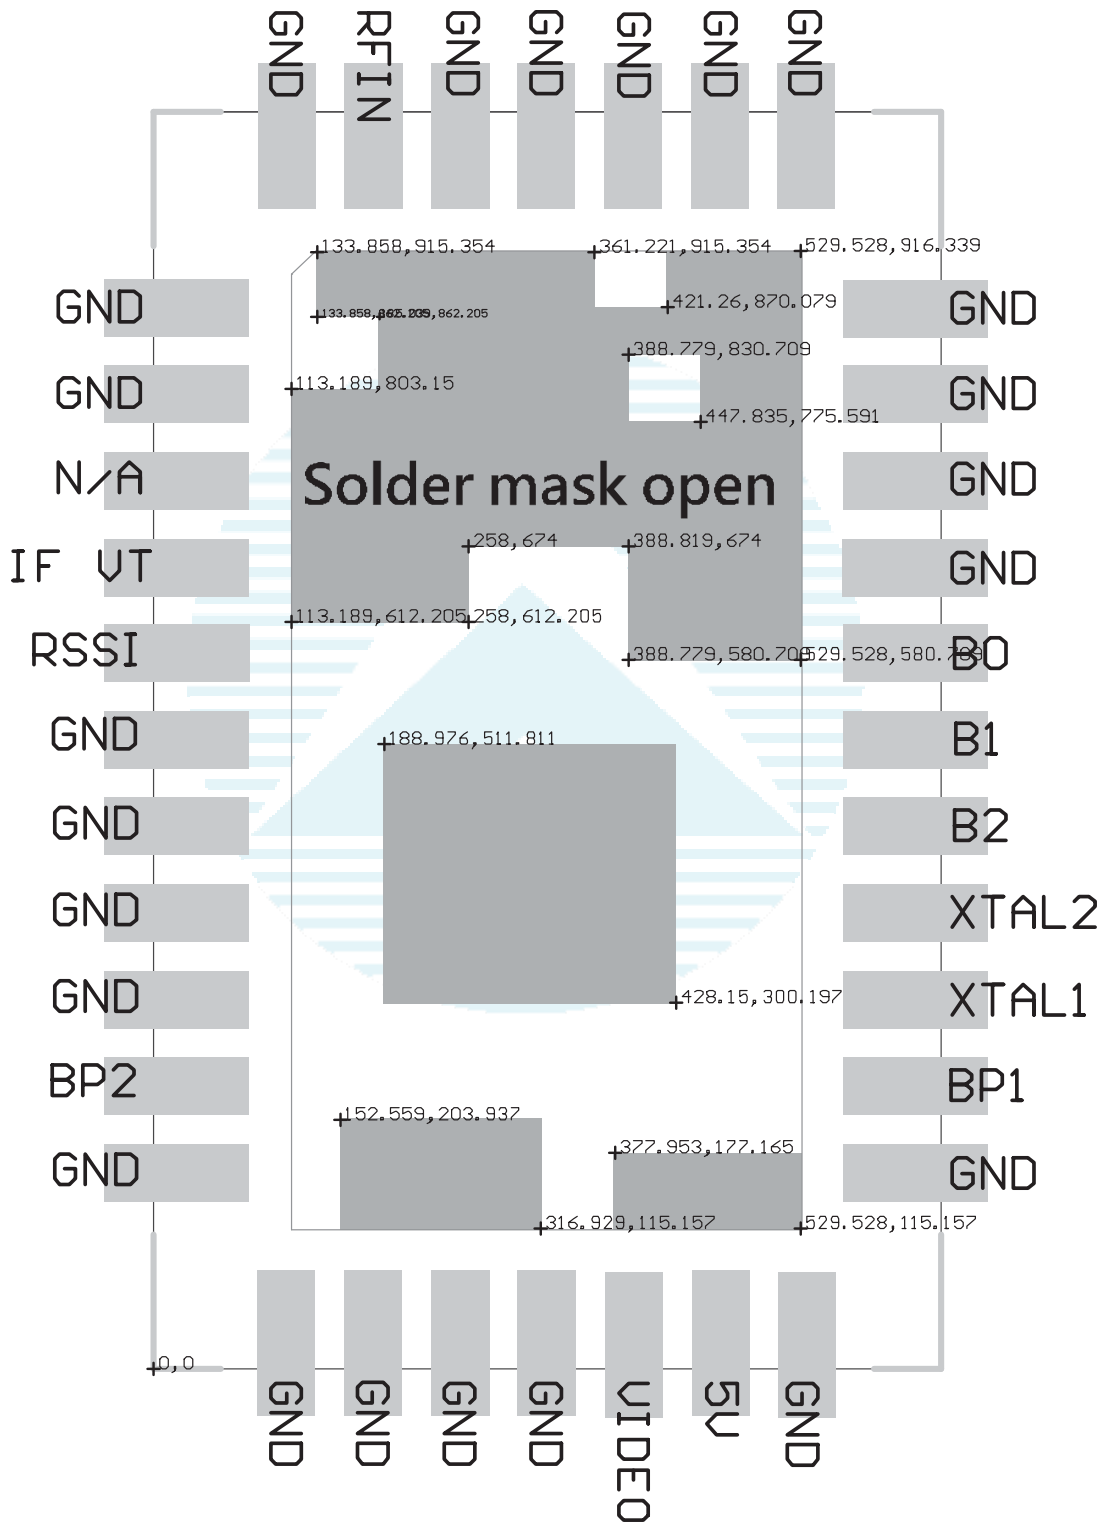 GND RFIN GND GND GND GND GND
133.858,915.354 361.221,915.354 529.528,916.339
GND 421.26,870.079 GND
133.858,862.205
388.779,830.709
GND 113.189,803.15 GND
447.835,775.591
N/A Solder mask open GND
258,674 388.819,674
IF VT GND
113.189,612.205 258,612.205
RSSI 388.779,580.709 529.528,580.709 B0
GND 188.976,511.811 B1
GND B2
GND XTAL2
GND 428.15,300.197 XTAL1
BP2 BP1
152.559,203.937
377.953,177.165
GND GND
316.929,115.157 529.528,115.157
0,0
GND GND GND GND VIDEO 5V GND